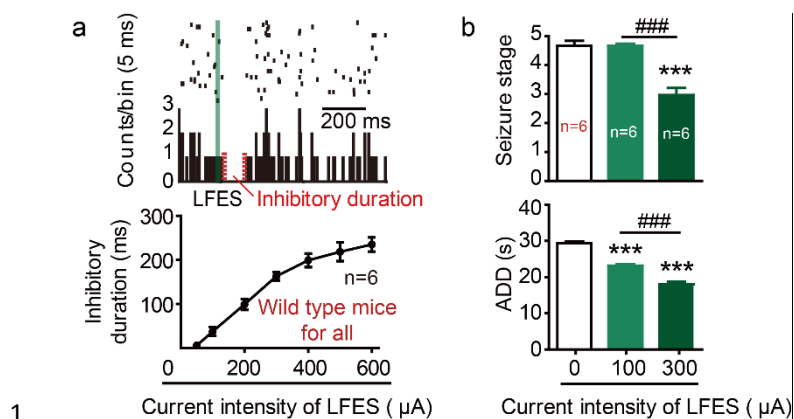 a
Counts/bin (5 ms)
3
2
1
0
200 ms
LFES
Inhibitory duration
Inhibitory
duration (ms)
300
200
100
n=6
Wild type mice
for all
0
200
400
600
Current intensity of LFES ( μA)
b
Seizure stage
5
4
3
2
1
0
###
***
n=6
n=6
n=6
ADD (s)
40
30
20
10
0
###
***
***
0
100
300
Current intensity of LFES ( μA)
1